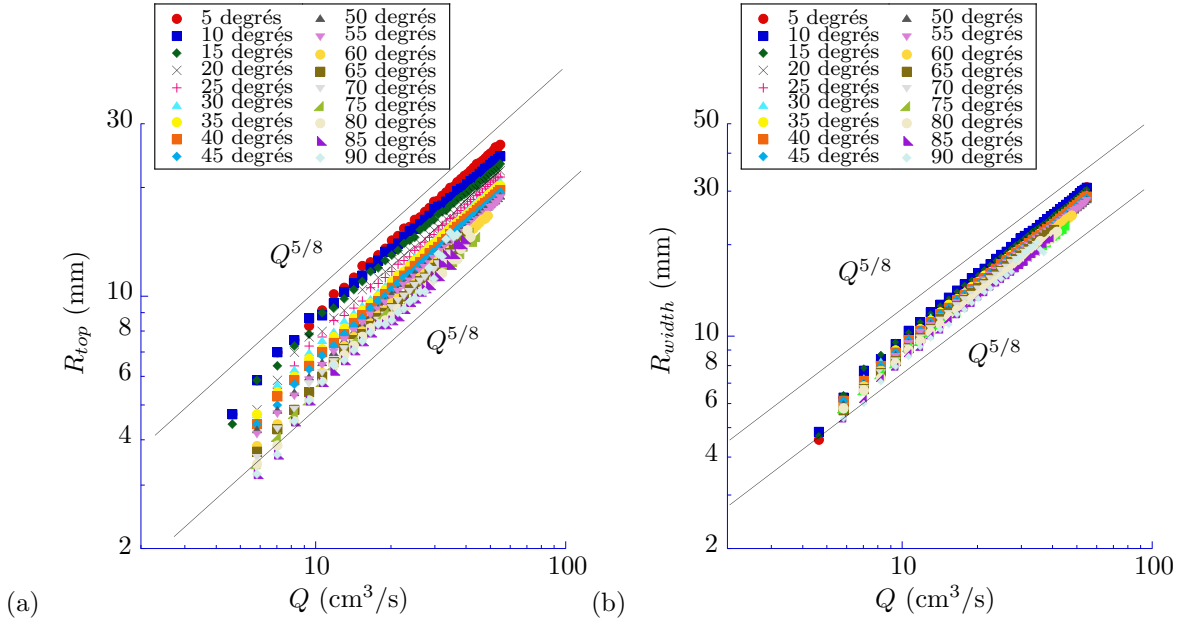 5 degrés
10 degrés
15 degrés
20 degrés
25 degrés
30 degrés
35 degrés
40 degrés
45 degrés
50 degrés
55 degrés
60 degrés
65 degrés
70 degrés
75 degrés
80 degrés
85 degrés
90 degrés
R_{top} (mm)
30
10
8
6
4
2
Q^{5/8}
Q^{5/8}
10
100
Q (cm³/s)
(a)
5 degrés
10 degrés
15 degrés
20 degrés
25 degrés
30 degrés
35 degrés
40 degrés
45 degrés
50 degrés
55 degrés
60 degrés
65 degrés
70 degrés
75 degrés
80 degrés
85 degrés
90 degrés
R_{width} (mm)
50
30
10
8
6
4
2
Q^{5/8}
Q^{5/8}
10
100
Q (cm³/s)
(b)